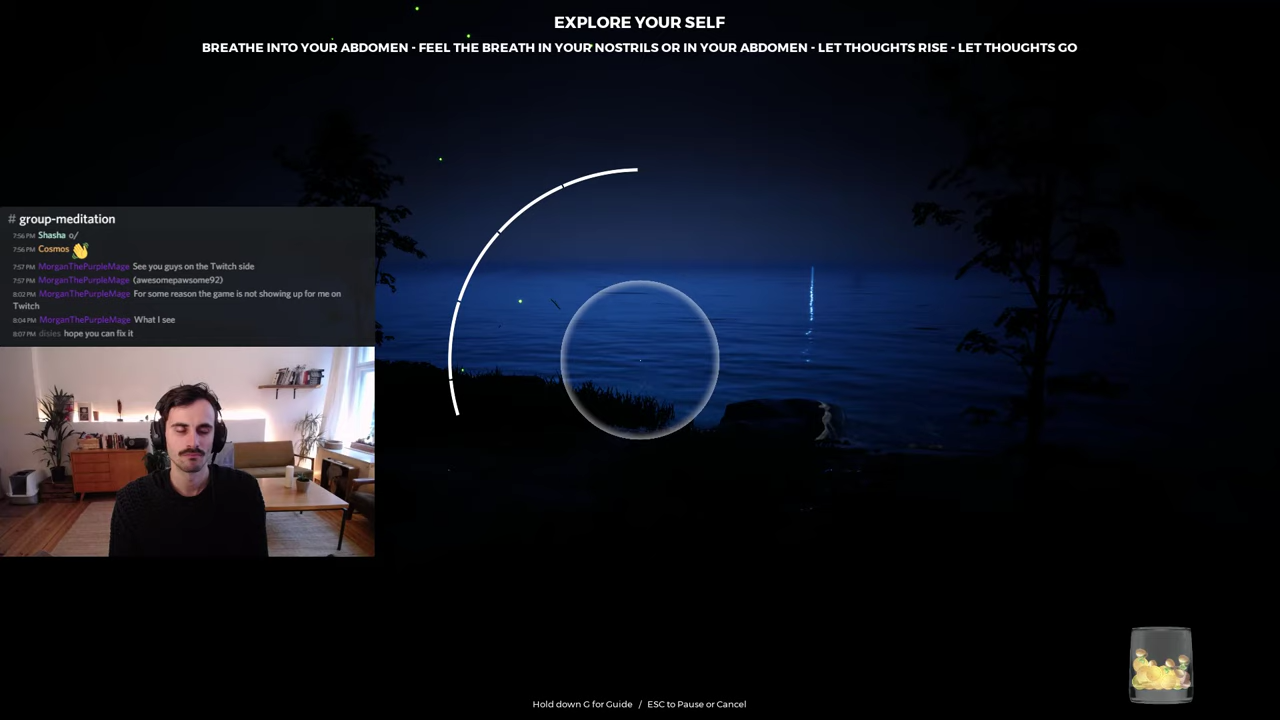 EXPLORE YOUR SELF
BREATHE INTO YOUR ABDOMEN - FEEL THE BREATH IN YOUR NOSTRILS OR IN YOUR ABDOMEN - LET THOUGHTS RISE - LET THOUGHTS GO
# group-meditation
7:56 PM Shasha o/
7:56 PM Cosmos 👋
7:57 PM MorganThePurpleMage See you guys on the Twitch side
7:57 PM MorganThePurpleMage (awesomepawsome92)
8:02 PM MorganThePurpleMage For some reason the game is not showing up for me on
Twitch
8:04 PM MorganThePurpleMage What I see
8:07 PM disies hope you can fix it
Hold down G for Guide / ESC to Pause or Cancel